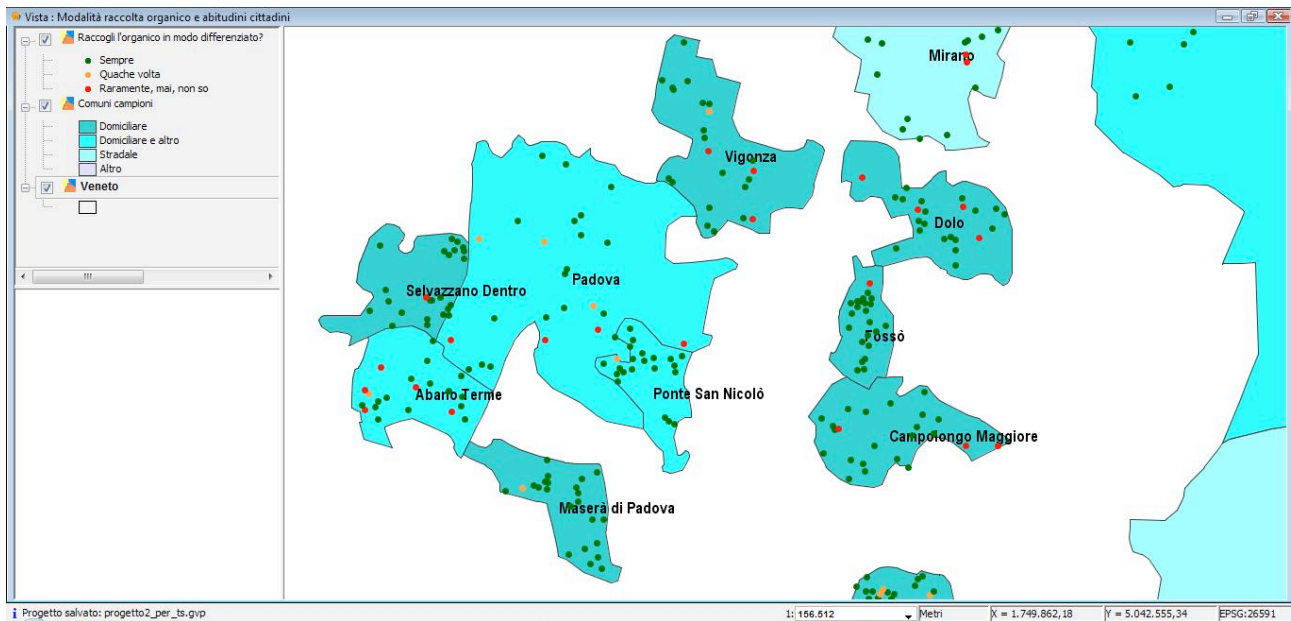 Vista : Modalità raccolta organico e abitudini cittadini
Raccogli l'organico in modo differenziato?
Sempre
Quache volta
Raramente, mai, non so
Comuni campioni
Domiciliare
Domiciliare e altro
Stradale
Altro
Veneto
Mirano
Vigonza
Dolo
Padova
Selvazzano Dentro
Fossò
Abano Terme
Ponte San Nicolò
Campolongo Maggiore
Maserà di Padova
Progetto salvato: progetto2_per_ts.gvp
1: 156.512
Metri
X = 1.749.862,18
Y = 5.042.555,34
EPSG:26591